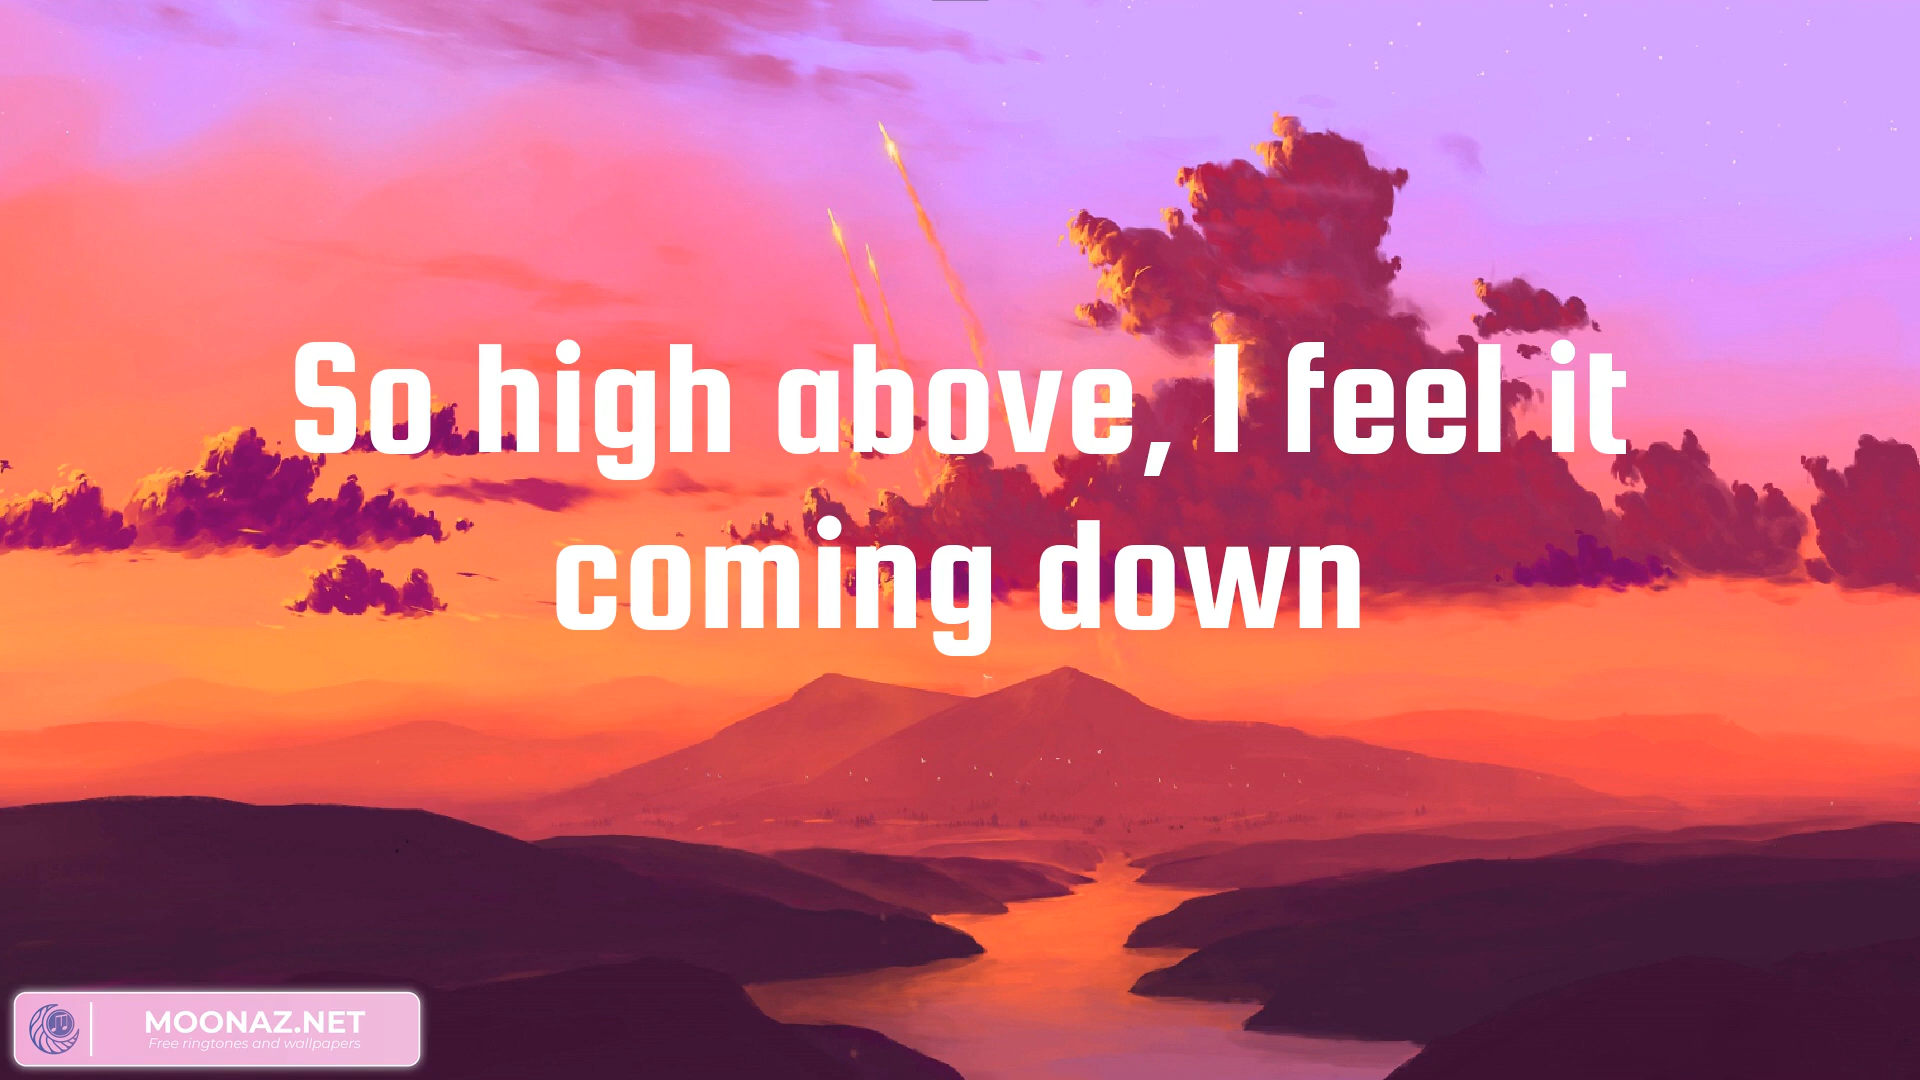 So high above, I feel it
coming down
MOONAZ.NET
Free ringtones and wallpapers